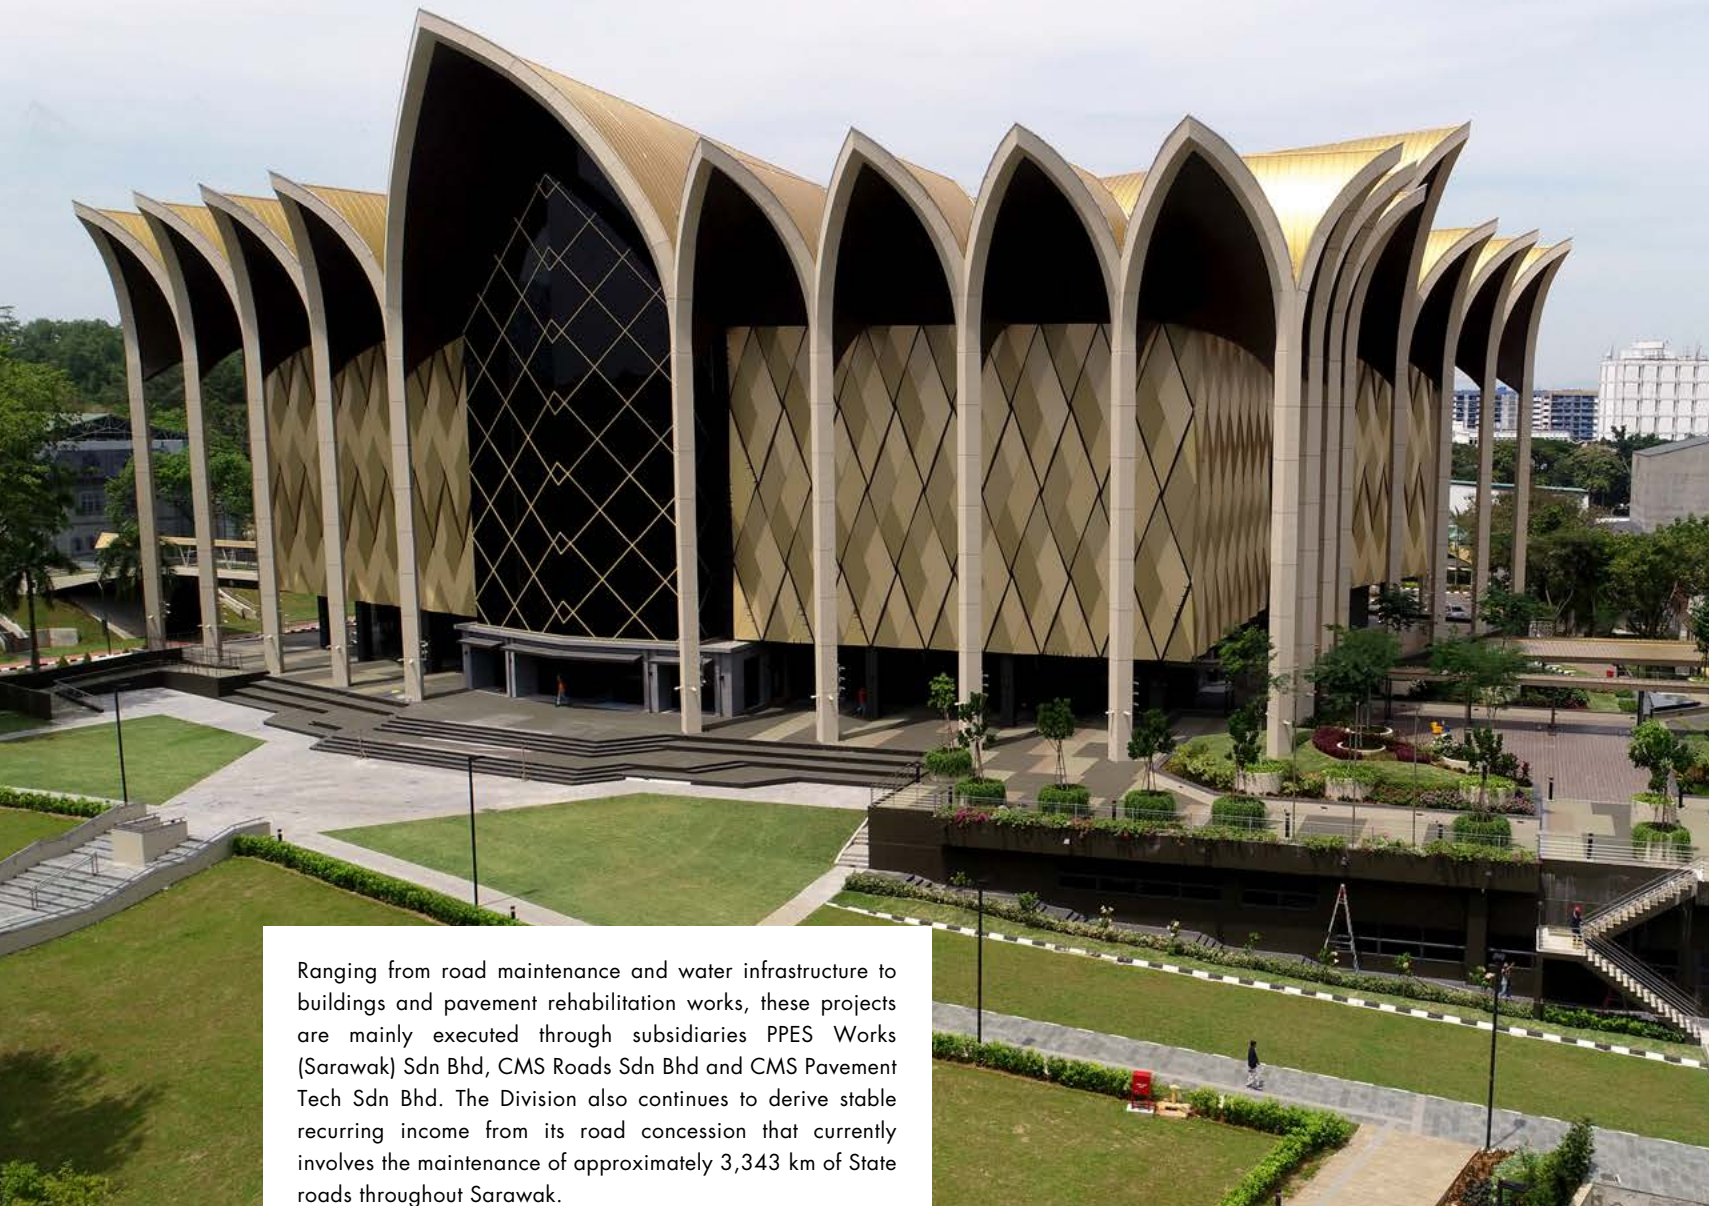 Ranging from road maintenance and water infrastructure to
buildings and pavement rehabilitation works, these projects
are mainly executed through subsidiaries PPES Works
(Sarawak) Sdn Bhd, CMS Roads Sdn Bhd and CMS Pavement
Tech Sdn Bhd. The Division also continues to derive stable
recurring income from its road concession that currently
involves the maintenance of approximately 3,343 km of State
roads throughout Sarawak.